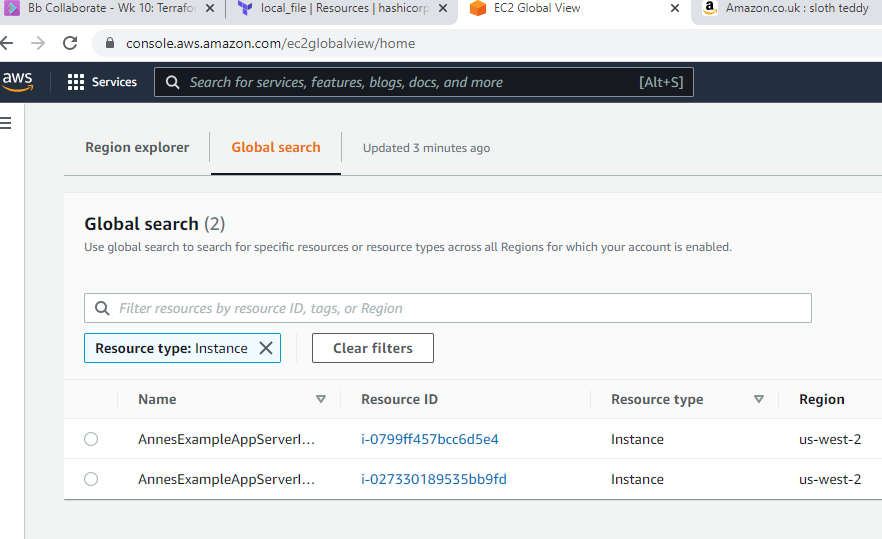 Bb Collaborate - Wk 10: Terrafor
local_file | Resources | hashicorp
EC2 Global View
Amazon.co.uk : sloth teddy
console.aws.amazon.com/ec2globalview/home
aws
Services
Search for services, features, blogs, docs, and more
[Alt+S]
Region explorer
Global search
Updated 3 minutes ago
Global search (2)
Use global search to search for specific resources or resource types across all Regions for which your account is enabled.
Filter resources by resource ID, tags, or Region
Resource type: Instance
Clear filters
Name Resource ID Resource type Region
AnnesExampleAppServerI... i-0799ff457bcc6d5e4 Instance us-west-2
AnnesExampleAppServerI... i-027330189535bb9fd Instance us-west-2